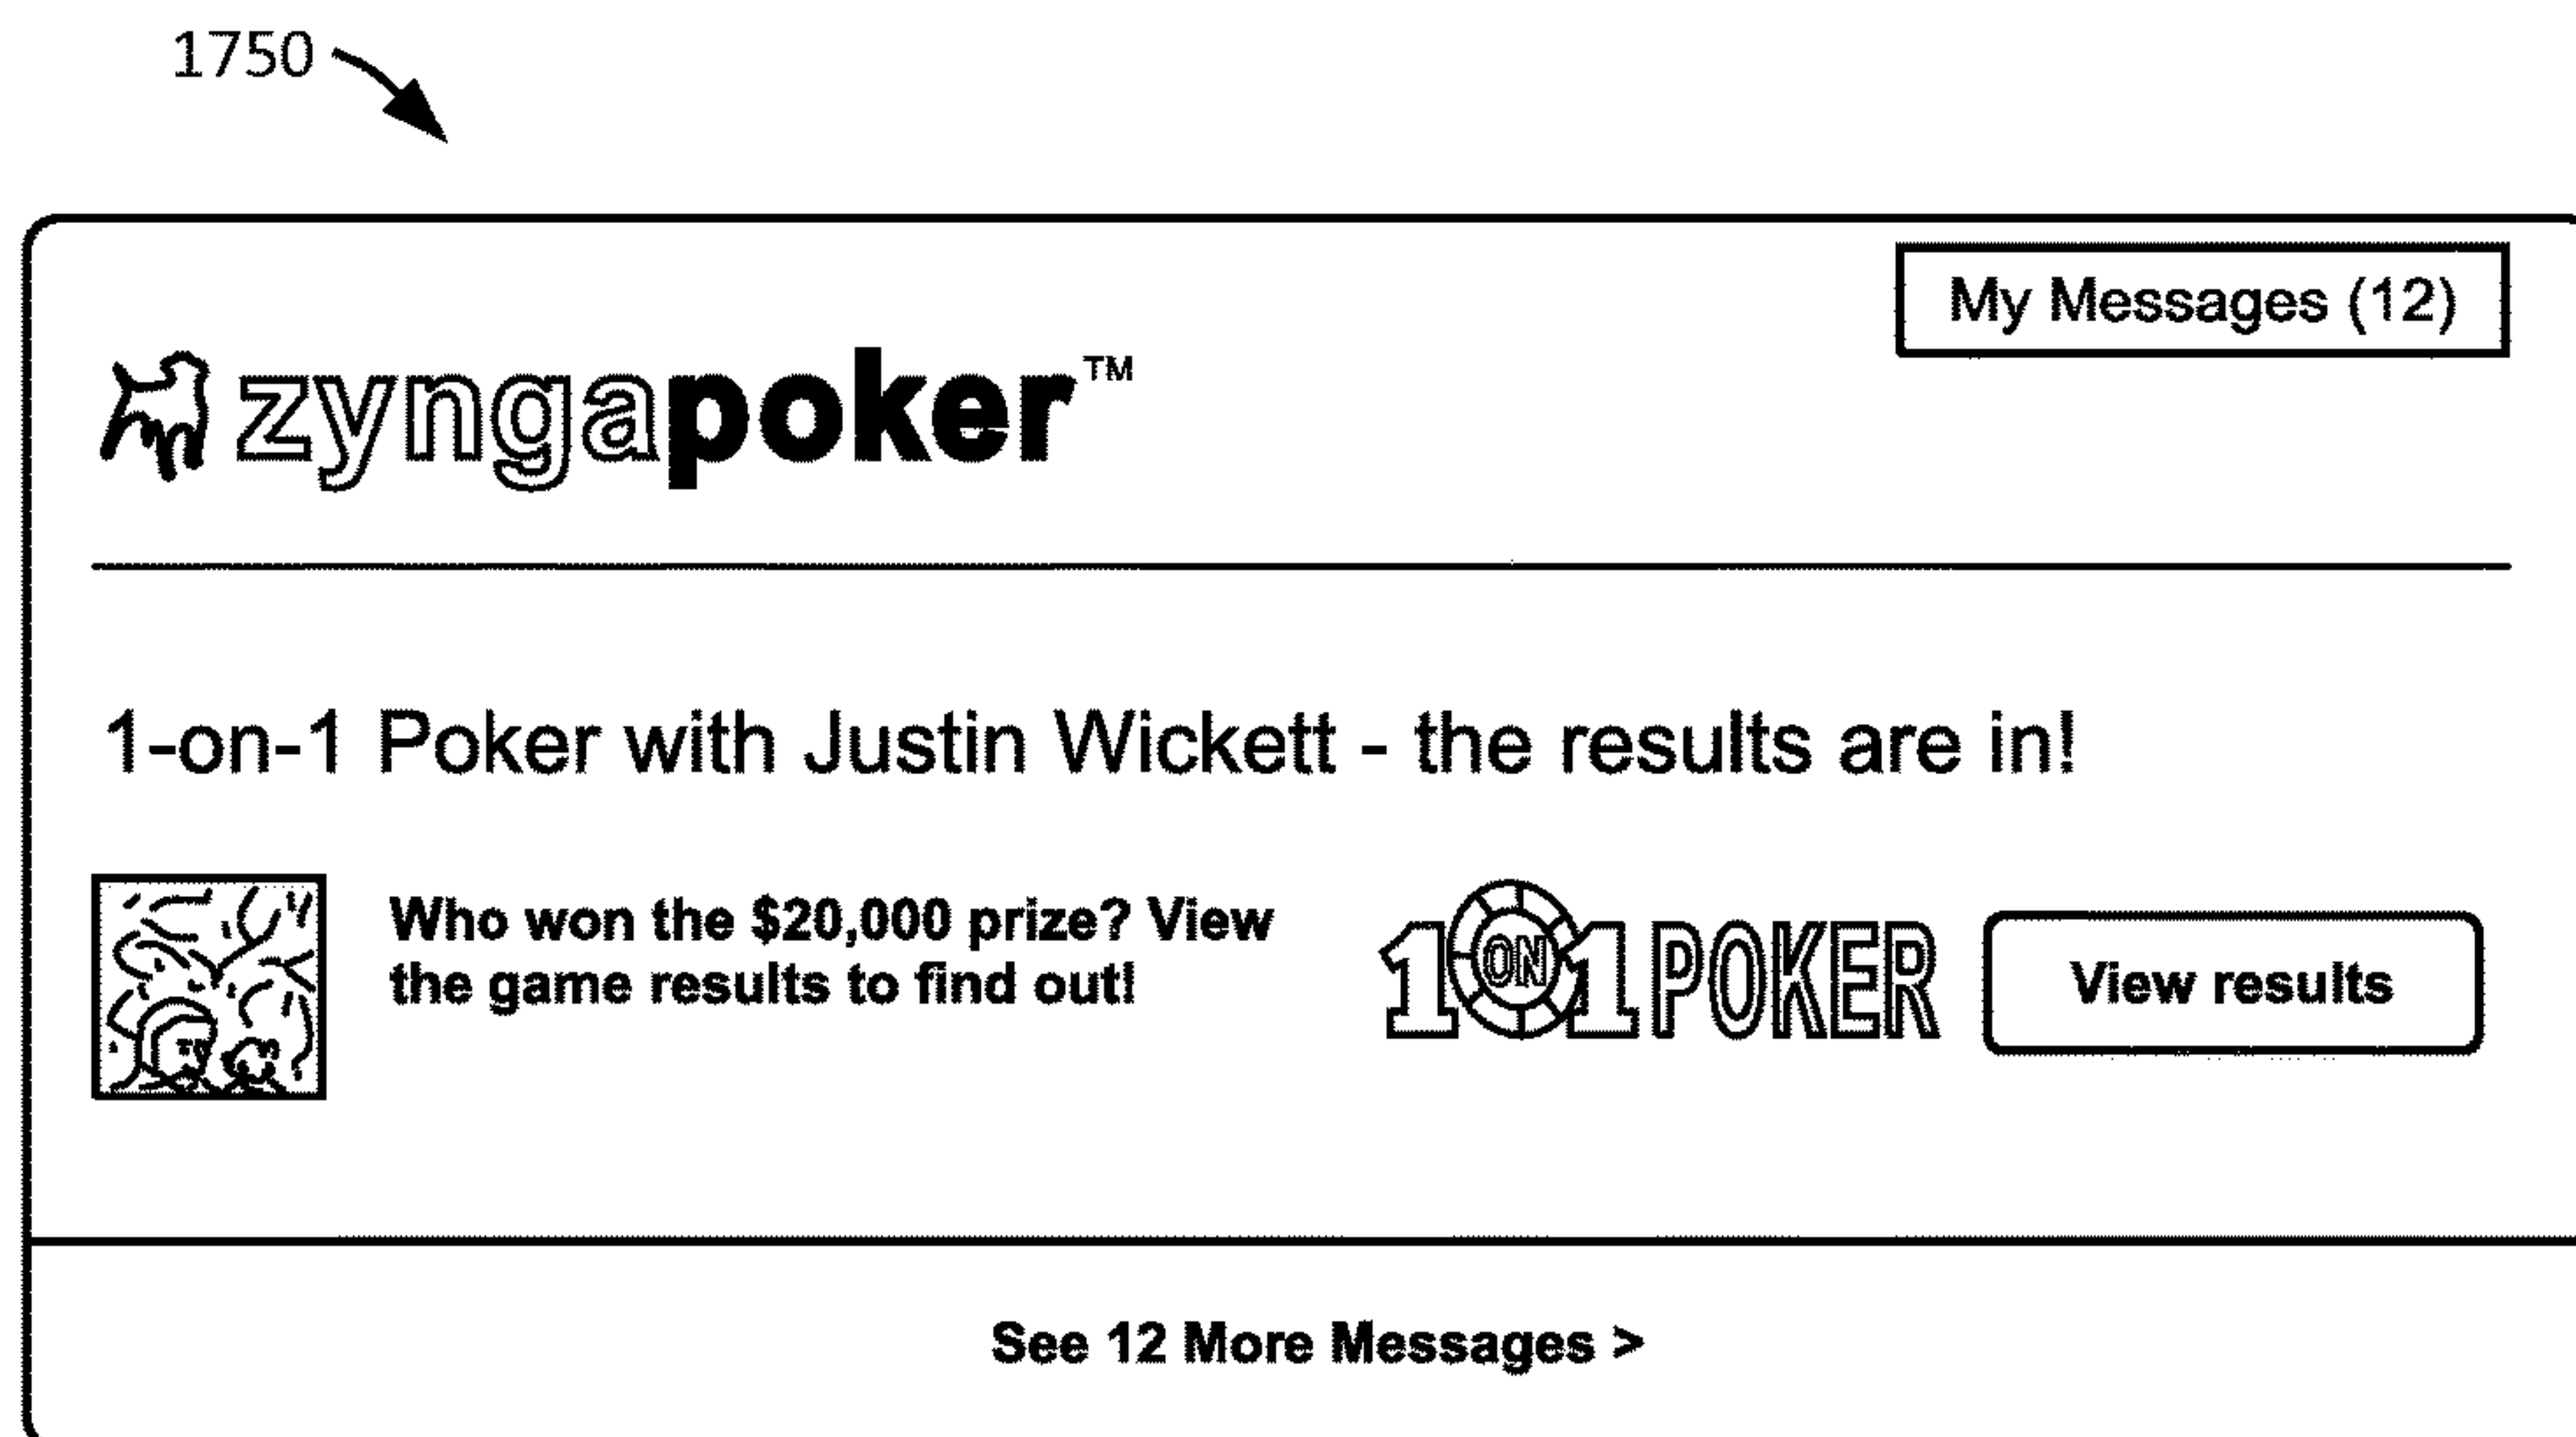 1750
My Messages (12)
zyngapoker™
1-on-1 Poker with Justin Wickett - the results are in!
Who won the $20,000 prize? View
the game results to find out!
1 ON 1 POKER
View results
See 12 More Messages >